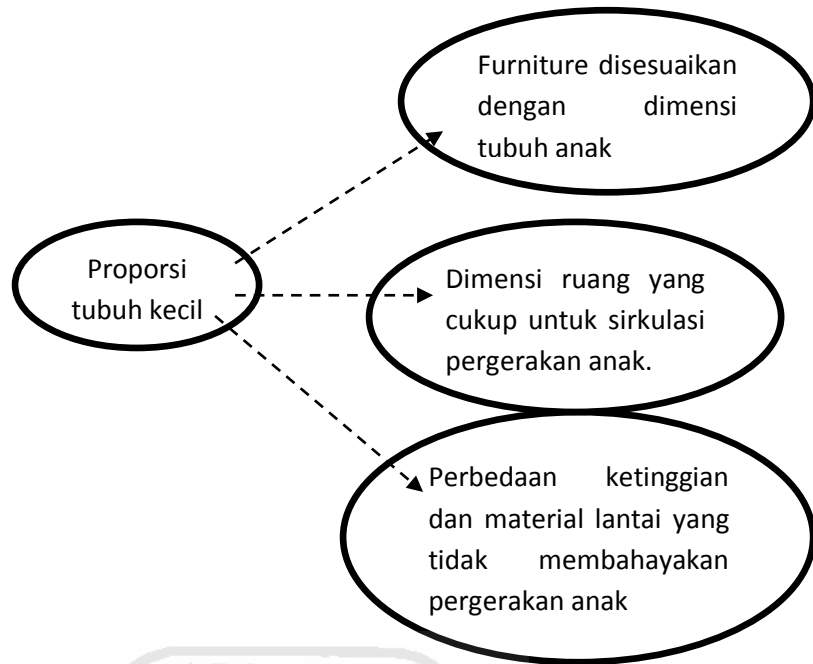 Furniture disesuaikan
dengan dimensi
tubuh anak
Proporsi
tubuh kecil
Dimensi ruang yang
cukup untuk sirkulasi
pergerakan anak.
Perbedaan ketinggian
dan material lantai yang
tidak membahayakan
pergerakan anak